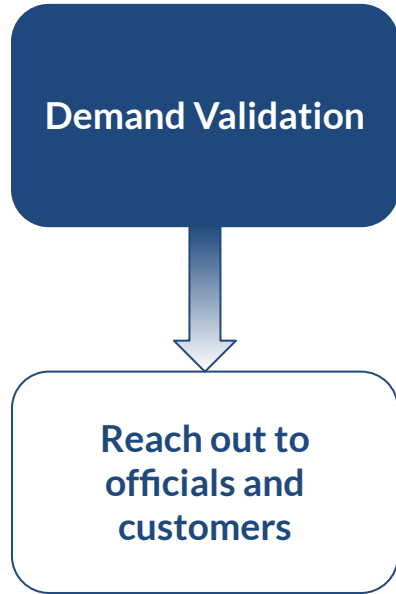 Demand Validation
Reach out to
officials and
customers